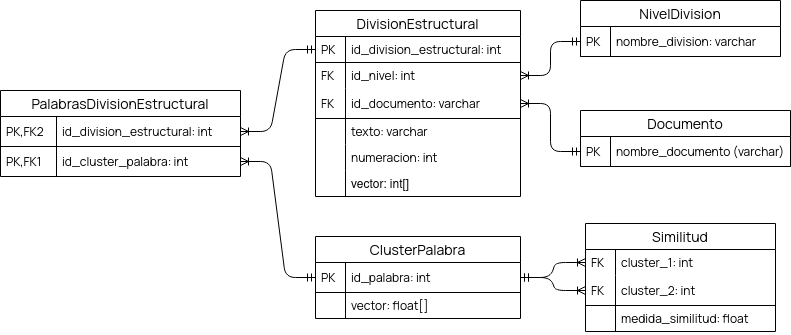 PalabrasDivisionEstructural
PK,FK2 id_division_estructural: int
PK,FK1 id_cluster_palabra: int
DivisionEstructural
PK id_division_estructural: int
FK id_nivel: int
FK id_documento: varchar
texto: varchar
numeracion: int
vector: int[]
NivelDivision
PK nombre_division: varchar
Documento
PK nombre_documento (varchar)
ClusterPalabra
PK id_palabra: int
vector: float[]
Similitud
FK cluster_1: int
FK cluster_2: int
medida_similitud: float